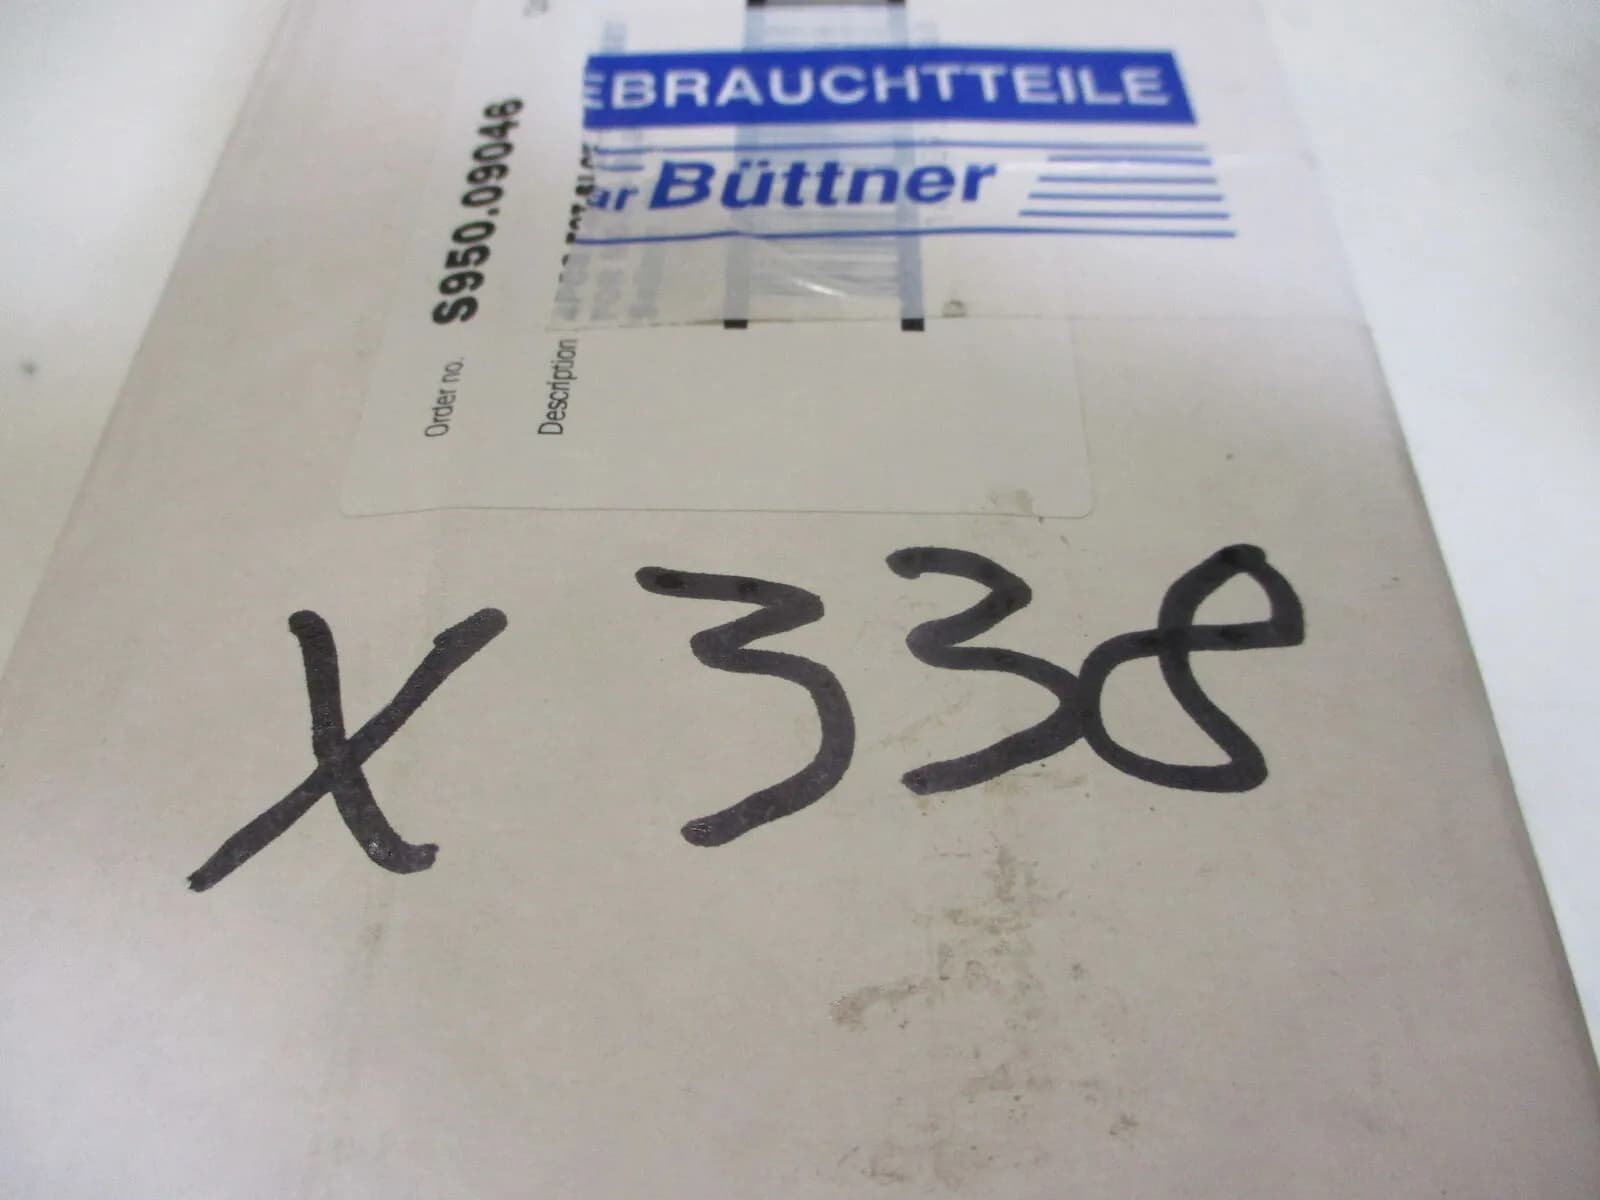 EBRAUCHTTEILE
ar Büttner
Order no. S950.09046
Description
X 338